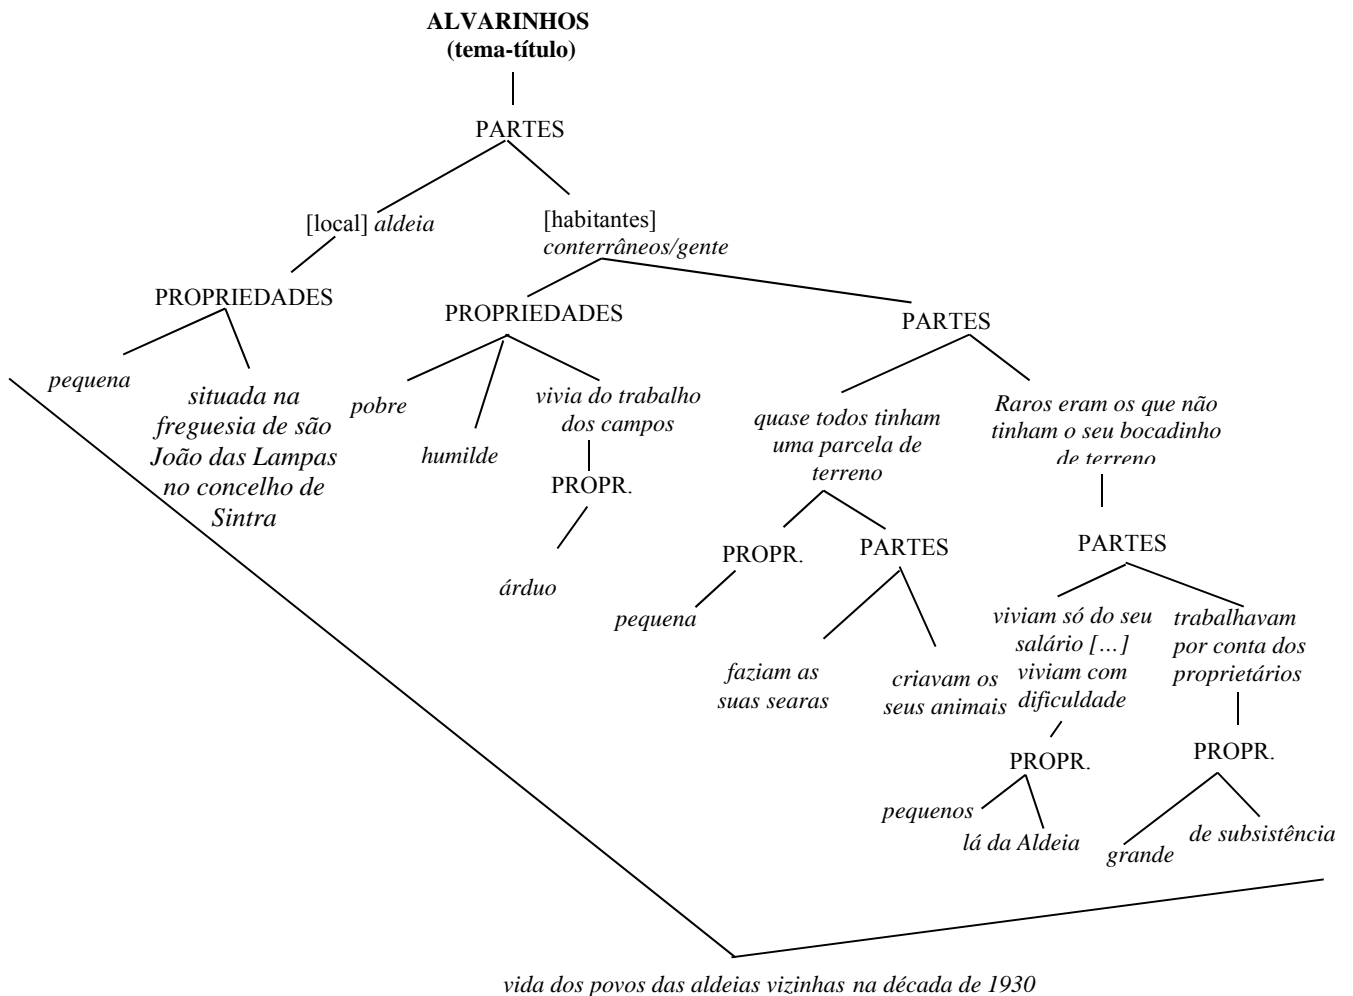 ALVARINHOS
(tema-título)
PARTES
[local] aldeia
[habitantes]
conterrâneos/gente
PROPRIEDADES
PROPRIEDADES
PARTES
pequena
situada na
freguesia de são
João das Lampas
no concelho de
Sintra
pobre
humilde
vivia do trabalho
dos campos
PROPR.
árduo
quase todos tinham
uma parcela de
terreno
Raros eram os que não
tinham o seu bocadinho
de terreno
PROPR.
PARTES
PARTES
pequena
faziam as
suas searas
criavam os
seus animais
viviam só do seu
salário […]
viviam com
dificuldade
trabalhavam
por conta dos
proprietários
PROPR.
PROPR.
pequenos
lá da Aldeia
grande
de subsistência
vida dos povos das aldeias vizinhas na década de 1930